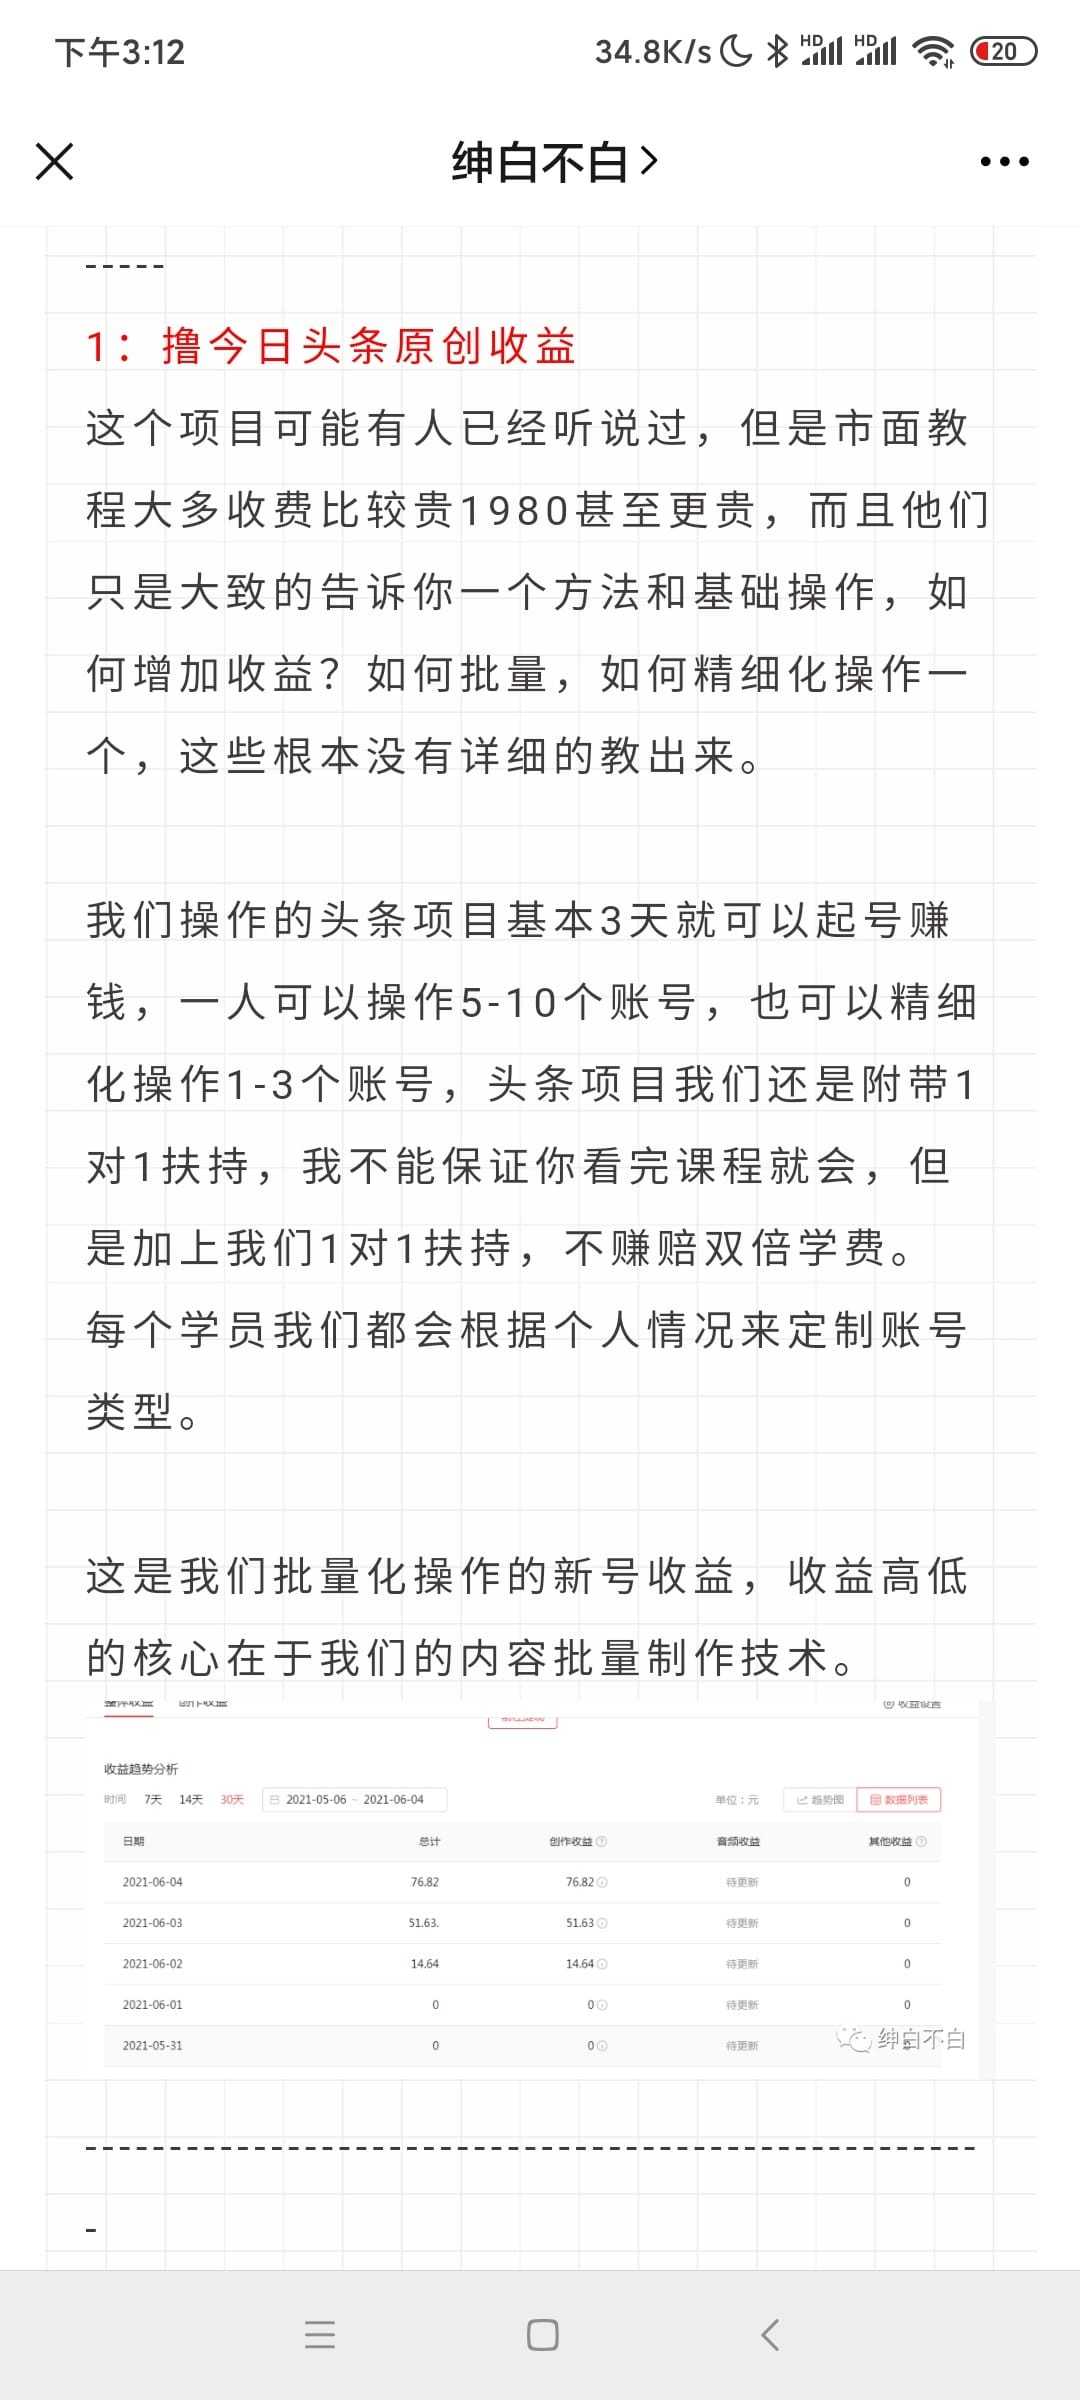 下午3:12 34.8K/s HD HD 20
绅白不白
-----
1：撸今日头条原创收益
这个项目可能有人已经听说过，但是市面教
程大多收费比较贵1980甚至更贵，而且他们
只是大致的告诉你一个方法和基础操作，如
何增加收益？如何批量，如何精细化操作一
个，这些根本没有详细的教出来。
我们操作的头条项目基本3天就可以起号赚
钱，一人可以操作5-10个账号，也可以精细
化操作1-3个账号，头条项目我们还是附带1
对1扶持，我不能保证你看完课程就会，但
是加上我们1对1扶持，不赚赔双倍学费。
每个学员我们都会根据个人情况来定制账号
类型。
这是我们批量化操作的新号收益，收益高低
的核心在于我们的内容批量制作技术。
整体收益 创作收益 收益设置
收益趋势分析
时间 7天 14天 30天 2021-05-06 ~ 2021-06-04 单位：元 趋势图 数据列表
日期 总计 创作收益 音频收益 其他收益
2021-06-04 76.82 76.82 待更新 0
2021-06-03 51.63. 51.63 待更新 0
2021-06-02 14.64 14.64 待更新 0
2021-06-01 0 0 待更新 0
2021-05-31 0 0 待更新 0
绅白不白
------------------------------------------------
-